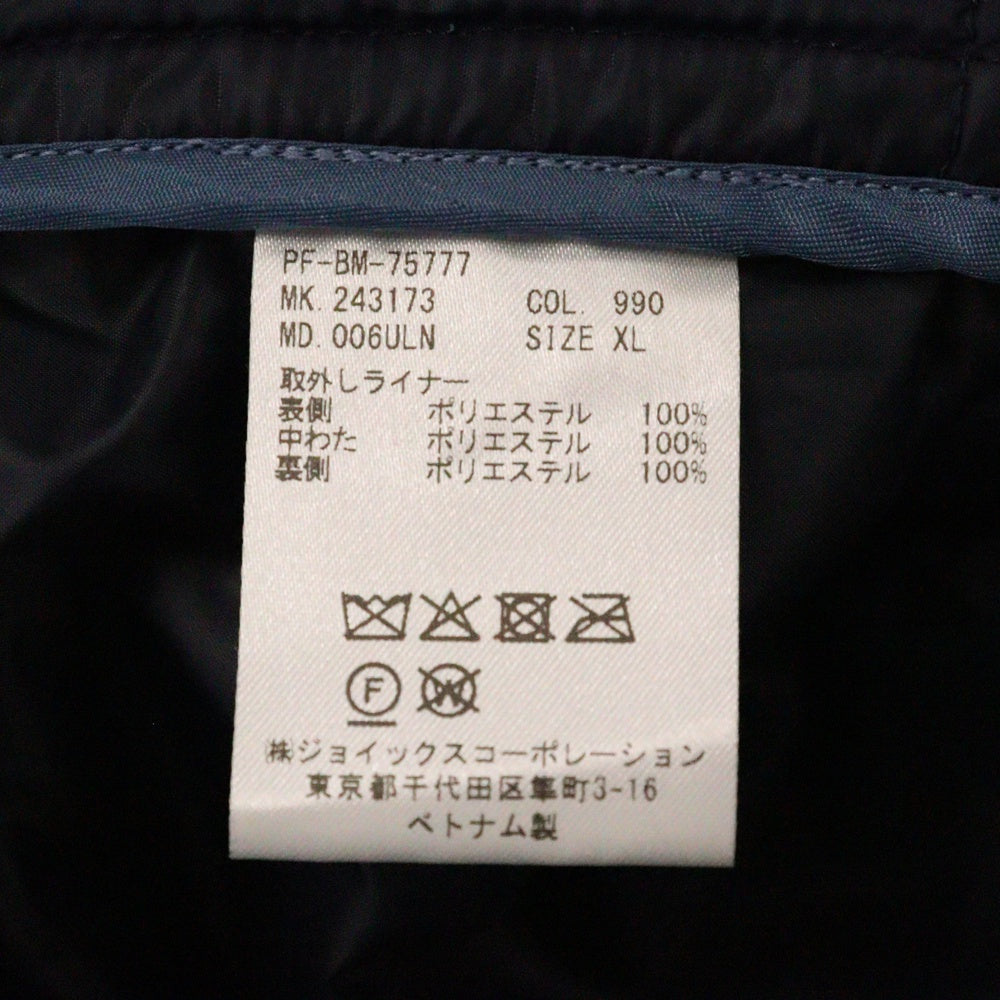 PF-BM-75777
MK. 243173 COL. 990
MD. 006ULN SIZE XL
取外しライナー
表側 ポリエステル 100%
中わた ポリエステル 100%
裏側 ポリエステル 100%
F W
㈱ジョイックスコーポレーション
東京都千代田区隼町3-16
ベトナム製